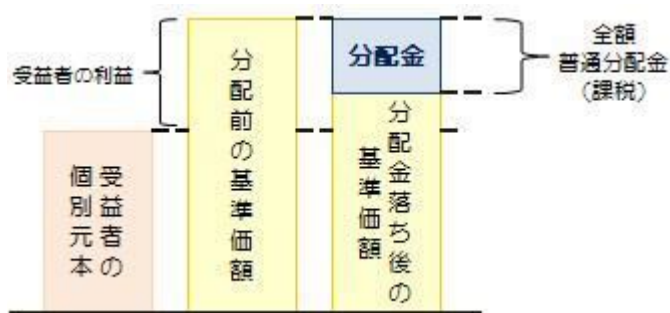 受益者の利益
受益者の
個別元本
分配前の基準価額
分配金
分配金落ち後の
基準価額
全額
普通分配金
(課税)